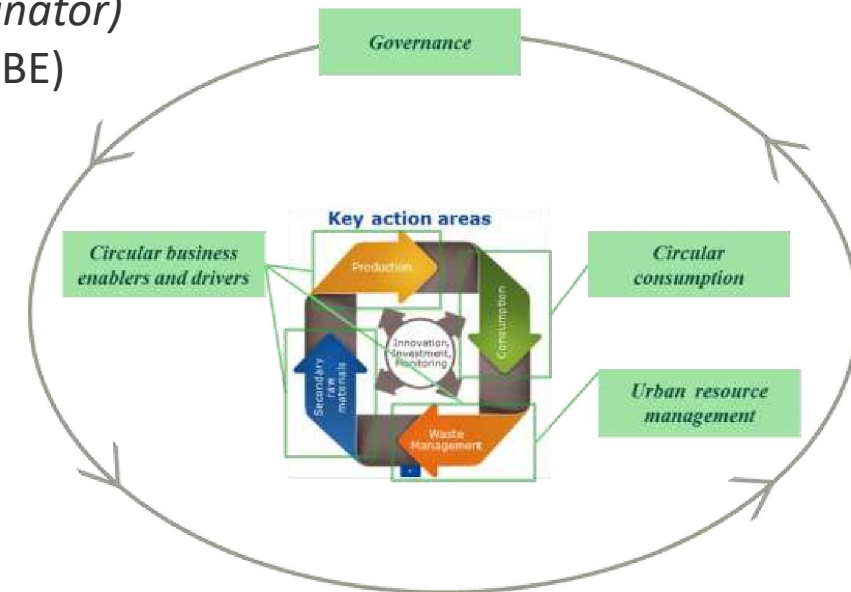 nator)
BE)
Governance
Key action areas
Circular business
enablers and drivers
Production
Circular
consumption
Consumption
Innovation,
Investment,
Monitoring
Secondary
raw
materials
Urban resource
management
Waste
Management